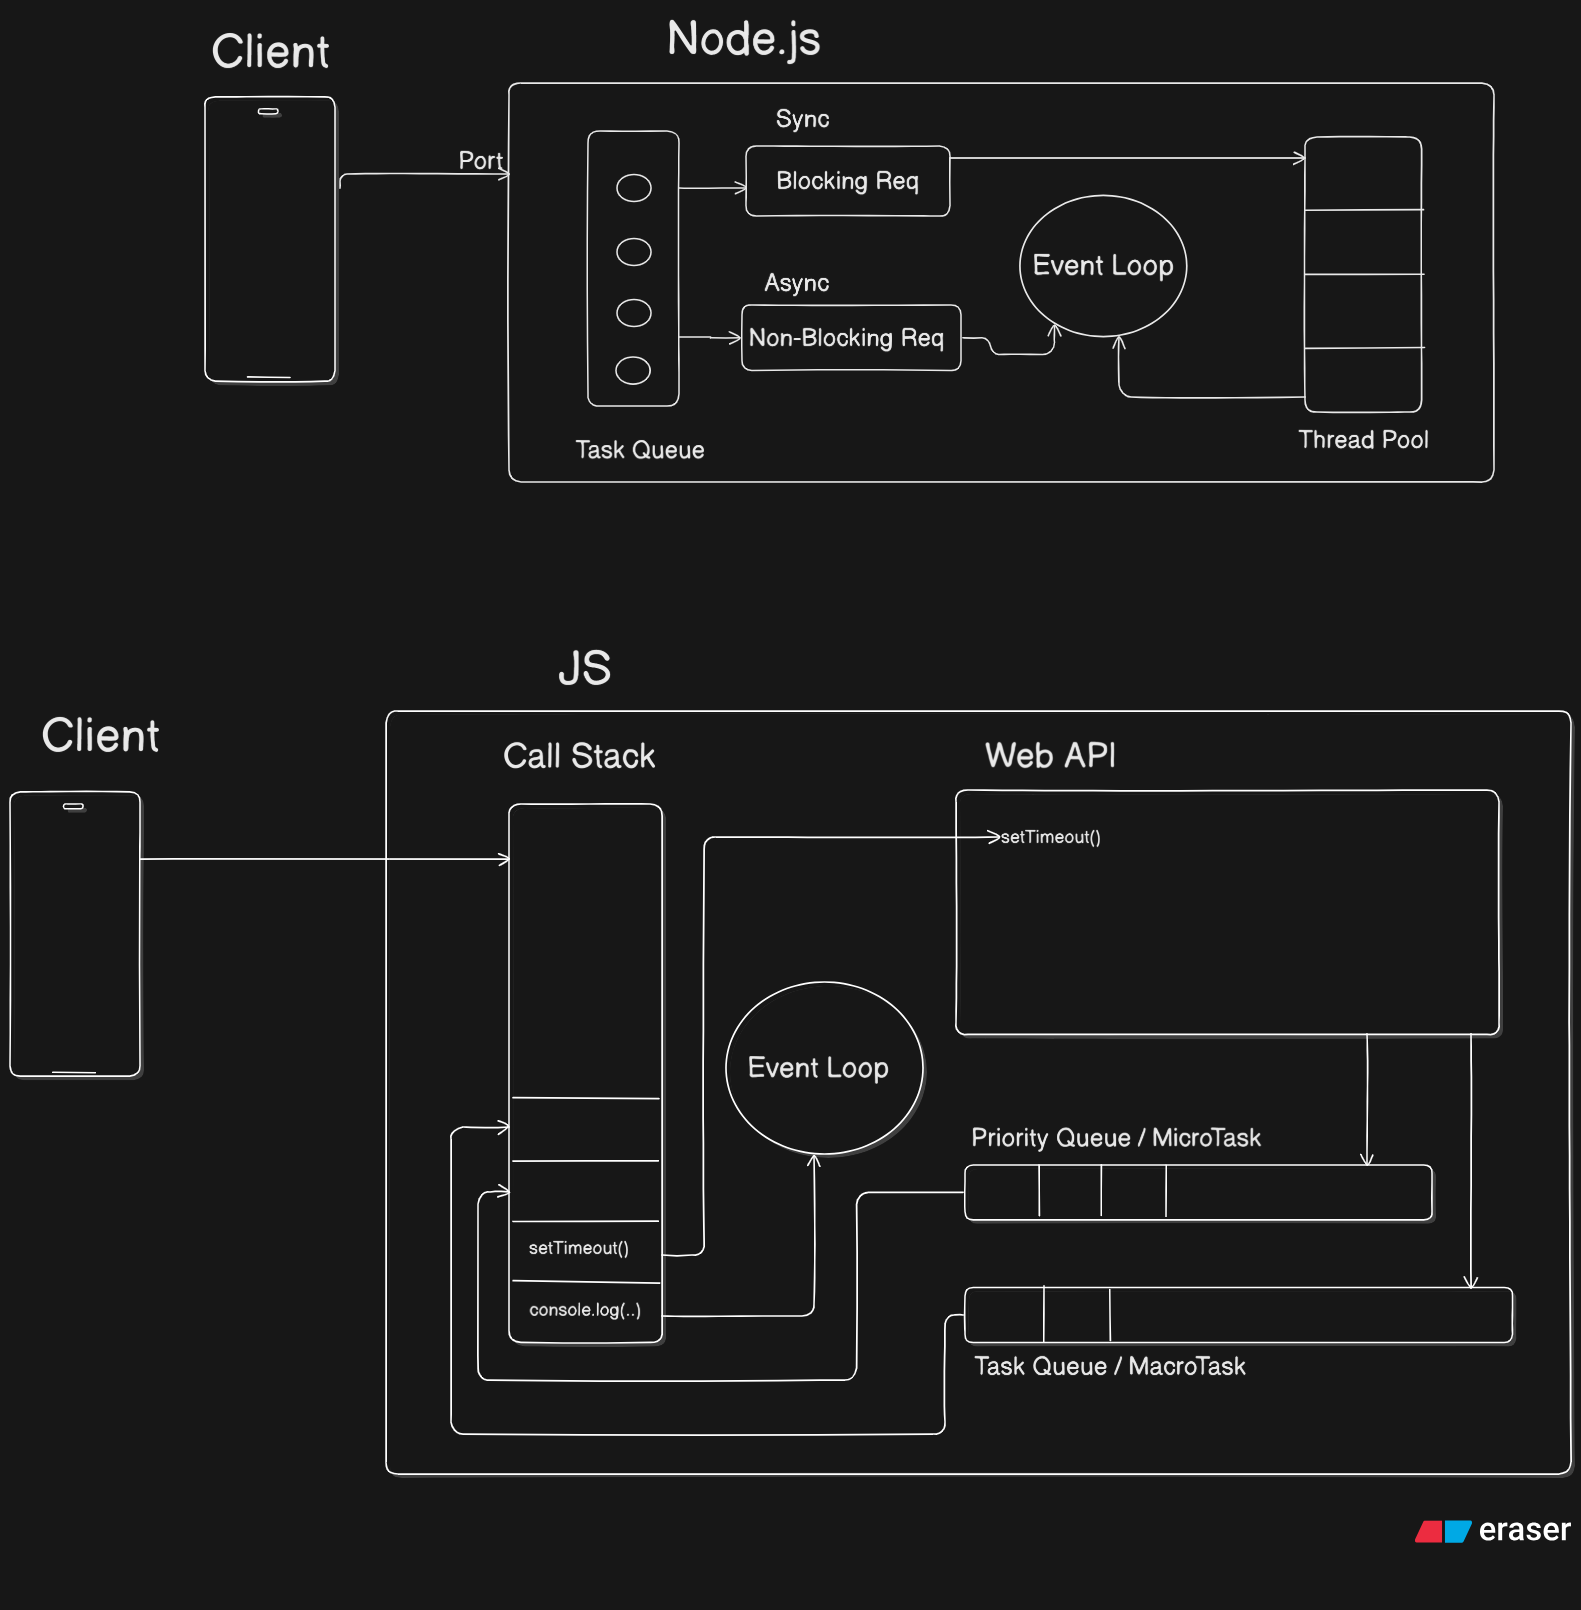 Node.js
Client
Port
Sync
Blocking Req
Event Loop
Async
Non-Blocking Req
Task Queue
Thread Pool
JS
Client
Call Stack
Web API
setTimeout()
Event Loop
Priority Queue / MicroTask
setTimeout()
console.log(..)
Task Queue / MacroTask
eraser